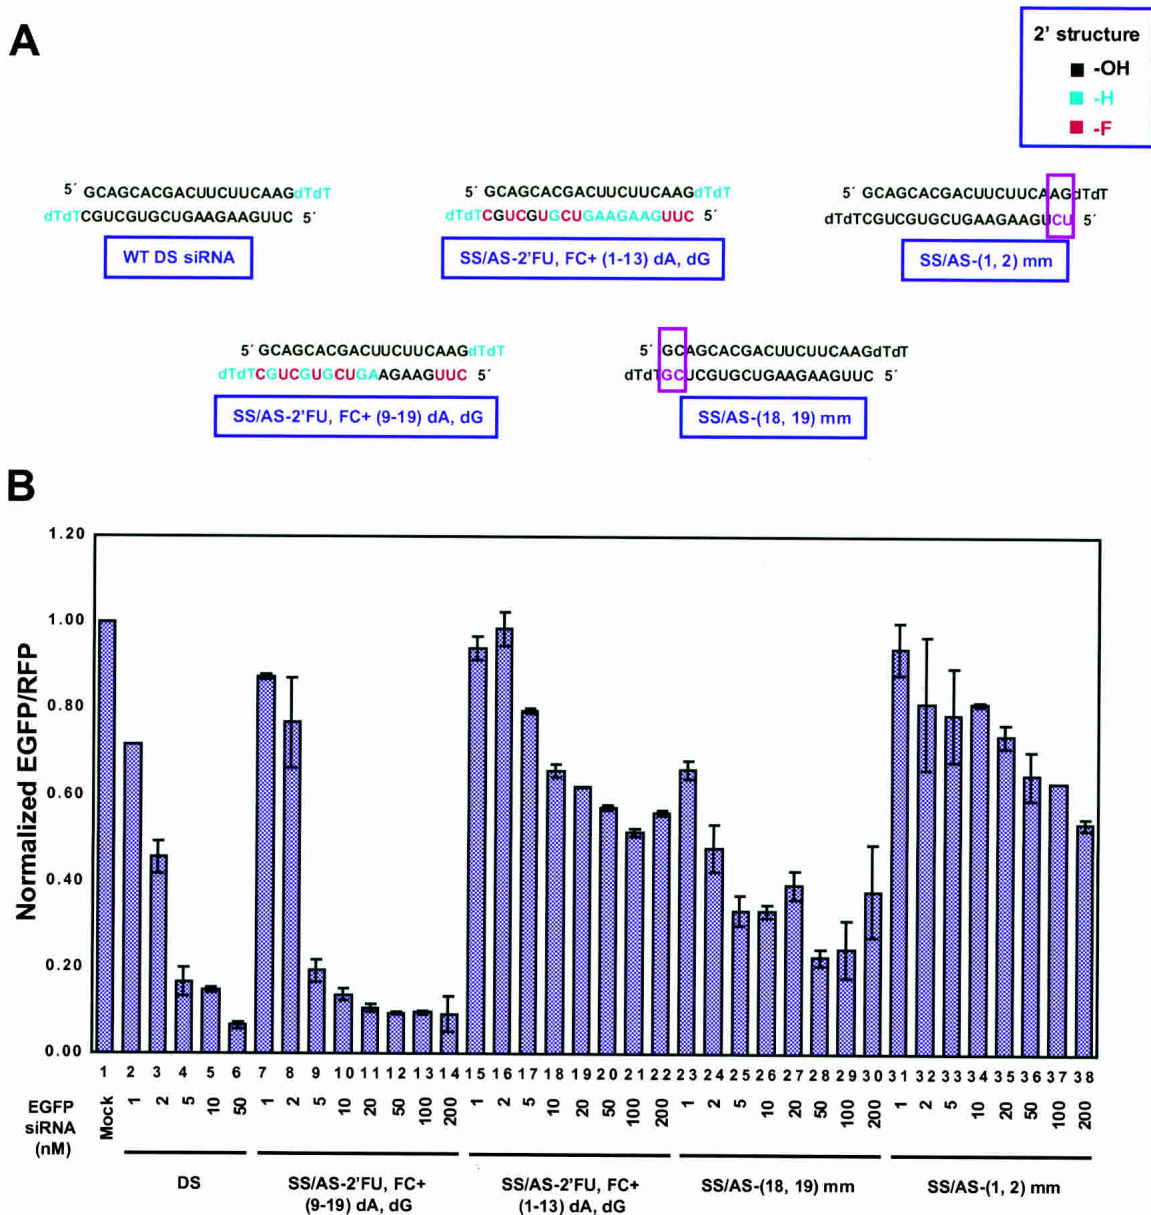 A
2' structure
-OH
-H
-F
5´ GCAGCACGACUUCUUCAAGdTdT
dTdTCGUCGUGCUGAAGAAGUUC 5´
WT DS siRNA
5´ GCAGCACGACUUCUUCAAGdTdT
dTdTCGUCGUGCUGAAGAAGUUC 5´
SS/AS-2'FU, FC+ (1-13) dA, dG
5´ GCAGCACGACUUCUUCAAGdTdT
dTdTCGUCGUGCUGAAGAAGUCU 5´
SS/AS-(1, 2) mm
5´ GCAGCACGACUUCUUCAAGdTdT
dTdTCGUCGUGCUGAAGAAGUUC 5´
SS/AS-2'FU, FC+ (9-19) dA, dG
5´ GCAGCACGACUUCUUCAAGdTdT
dTdTGCUCGUGCUGAAGAAGUUC 5´
SS/AS-(18, 19) mm
B
Normalized EGFP/RFP
1.20
1.00
0.80
0.60
0.40
0.20
0.00
1 2 3 4 5 6 7 8 9 10 11 12 13 14 15 16 17 18 19 20 21 22 23 24 25 26 27 28 29 30 31 32 33 34 35 36 37 38
EGFP siRNA (nM)
Mock 1 2 5 10 50 1 2 5 10 20 50 100 200 1 2 5 10 20 50 100 200 1 2 5 10 20 50 100 200 1 2 5 10 20 50 100 200
DS
SS/AS-2'FU, FC+
(9-19) dA, dG
SS/AS-2'FU, FC+
(1-13) dA, dG
SS/AS-(18, 19) mm
SS/AS-(1, 2) mm